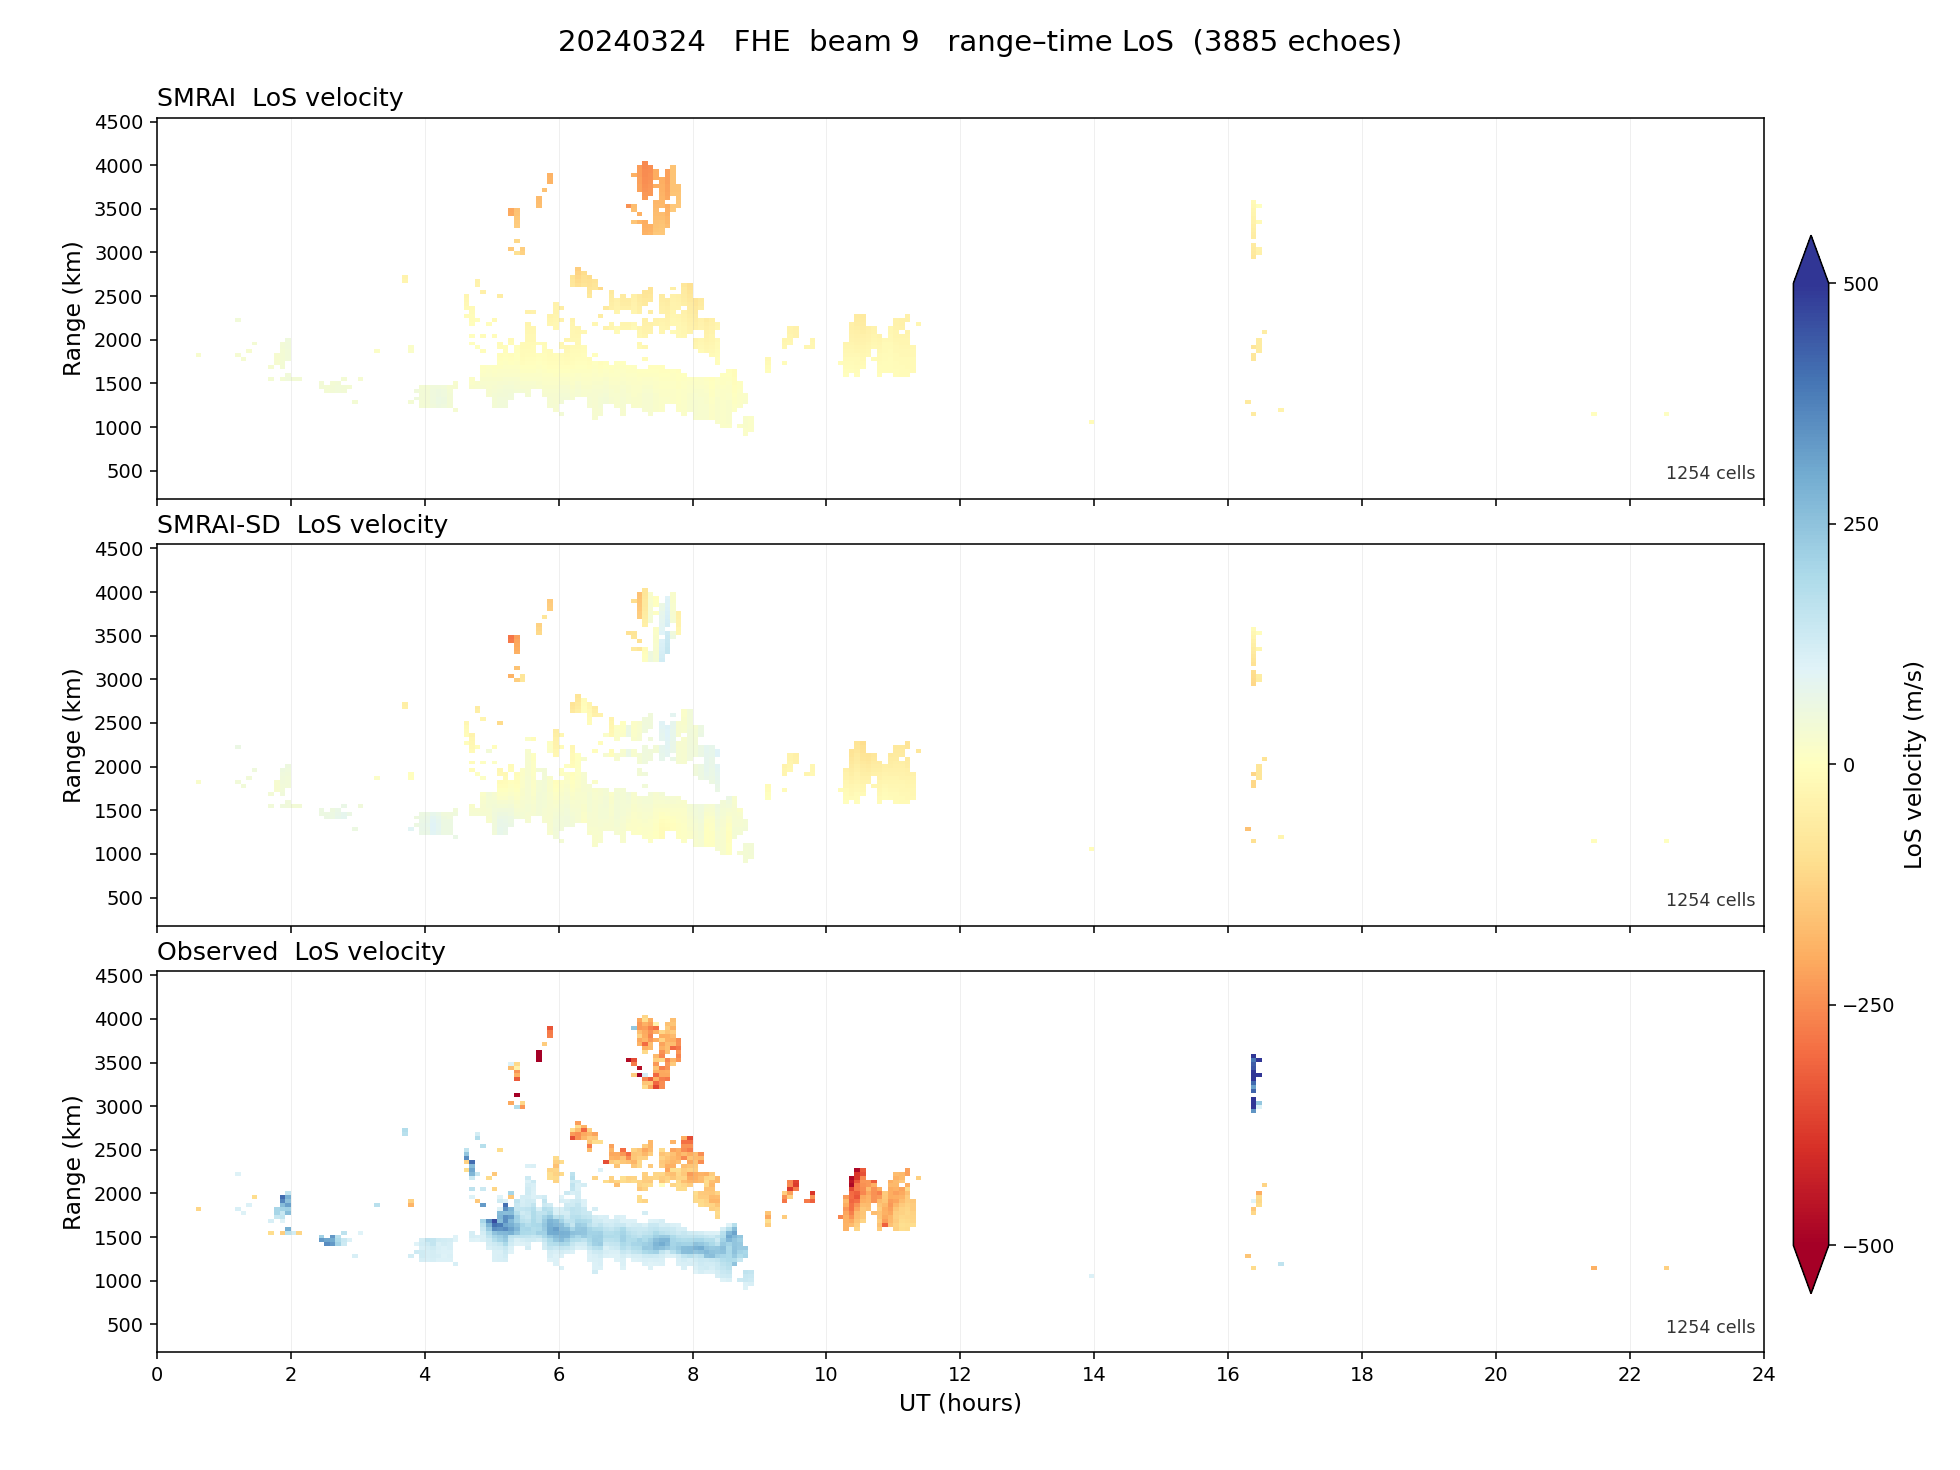 20240324   FHE  beam 9   range–time LoS  (3885 echoes)
SMRAI  LoS velocity
4500
4000
3500
3000
2500
2000
1500
1000
500
Range (km)
1254 cells
SMRAI-SD  LoS velocity
4500
4000
3500
3000
2500
2000
1500
1000
500
Range (km)
1254 cells
Observed  LoS velocity
4500
4000
3500
3000
2500
2000
1500
1000
500
Range (km)
1254 cells
0 2 4 6 8 10 12 14 16 18 20 22 24
UT (hours)
500
250
0
−250
−500
LoS velocity (m/s)